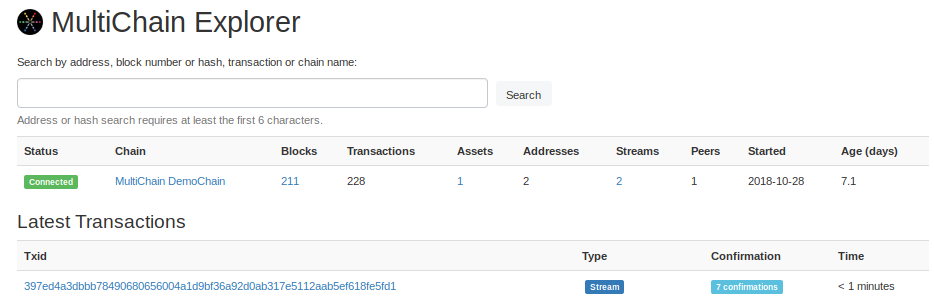 MultiChain Explorer
Search by address, block number or hash, transaction or chain name:
Search
Address or hash search requires at least the first 6 characters.
Status Chain Blocks Transactions Assets Addresses Streams Peers Started Age (days)
Connected MultiChain DemoChain 211 228 1 2 2 1 2018-10-28 7.1
Latest Transactions
Txid Type Confirmation Time
397ed4a3dbbb78490680656004a1d9bf36a92d0ab317e5112aab5ef618fe5fd1 Stream 7 confirmations < 1 minutes